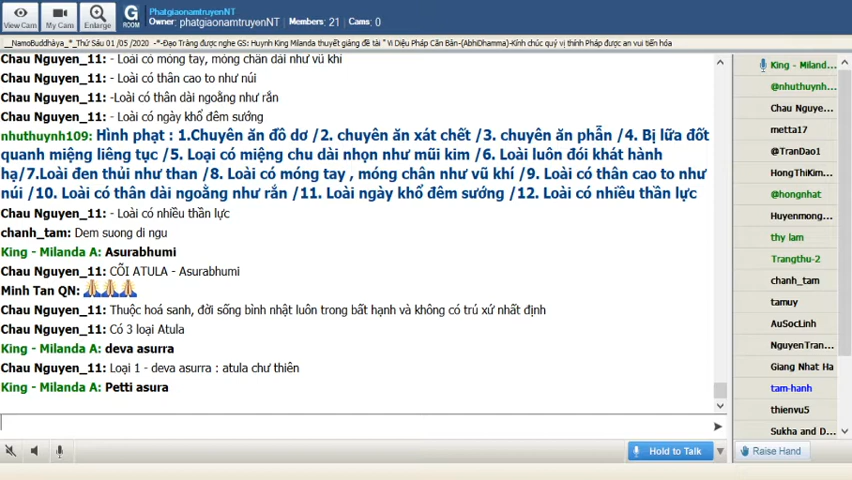 View Cam
My Cam
Enlarge
G
ROOM
PhatgiaonamtruyenNT
Owner: phatgiaonamtruyenNT Members: 21 Cams: 0
__NamoBuddhàya_*_Thứ Sáu 01 /05 /2020 -*-Đạo Tràng được nghe GS: Huynh King Milanda thuyết giảng đề tài " Vi Diệu Pháp Căn Bản-(AbhiDhamma)-Kính chúc quý vị thính Pháp được an vui tiến hóa
Chau Nguyen_11: - Loài có móng tay, móng chân dài như vũ khí
Chau Nguyen_11: - Loài có thân cao to như núi
Chau Nguyen_11: -Loài có thân dài ngoằng như rắn
Chau Nguyen_11: - Loài có ngày khổ đêm sướng
nhuthuynh109: Hình phạt : 1.Chuyên ăn đồ dơ /2. chuyên ăn xát chết /3. chuyên ăn phẫn /4. Bị lữa đốt
quanh miệng liêng tục /5. Loại có miệng chu dài nhọn như mũi kim /6. Loài luôn đói khát hành
hạ/7.Loài đen thủi như than /8. Loài có móng tay , móng chân như vũ khí /9. Loài có thân cao to như
núi /10. Loài có thân dài ngoằng như rắn /11. Loài ngày khổ đêm sướng /12. Loài có nhiều thần lực
Chau Nguyen_11: - Loài có nhiều thần lực
chanh_tam: Dem suong di ngu
King - Milanda A: Asurabhumi
Chau Nguyen_11: CÕI ATULA - Asurabhumi
Minh Tan QN:
Chau Nguyen_11: Thuộc hoá sanh, đời sống bình nhật luôn trong bất hạnh và không có trú xứ nhất định
Chau Nguyen_11: Có 3 loại Atula
King - Milanda A: deva asurra
Chau Nguyen_11: Loại 1 - deva asurra : atula chư thiên
King - Milanda A: Petti asura
Hold to Talk
King - Miland...
@nhuthuynh...
Chau Nguye...
metta17
@TranDao1
HongThiKim...
@hongnhat
Huyenmong...
thy lam
Trangthu-2
chanh_tam
tamuy
AuSocLinh
NguyenTran...
Giang Nhat Ha
tam-hanh
thienvu5
Sukha and D...
Raise Hand